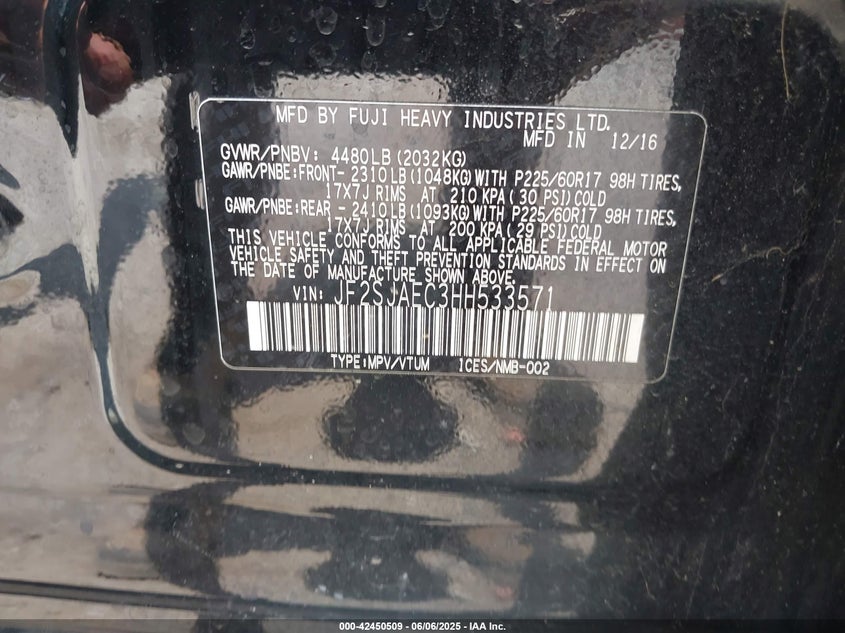 MFD BY FUJI HEAVY INDUSTRIES LTD.
MFD IN 12/16
GVWR/PNBV: 4480LB(2032KG)
GAWR/PNBE:FRONT- 2310LB(1048KG)WITH P225/60R17 98H TIRES,
17X7J RIMS AT 210 KPA(30 PSI)COLD
GAWR/PNBE:REAR - 2410LB(1093KG)WITH P225/60R17 98H TIRES,
17X7J RIMS AT 200 KPA(29 PSI)COLD
THIS VEHICLE CONFORMS TO ALL APPLICABLE FEDERAL MOTOR
VEHICLE SAFETY AND THEFT PREVENTION STANDARDS IN EFFECT ON
THE DATE OF MANUFACTURE SHOWN ABOVE.
VIN: JF2SJAEC3HH533571
TYPE:MPV/VTUM 1CES/NMB-002
000-42450509 - 06/06/2025 - IAA Inc.